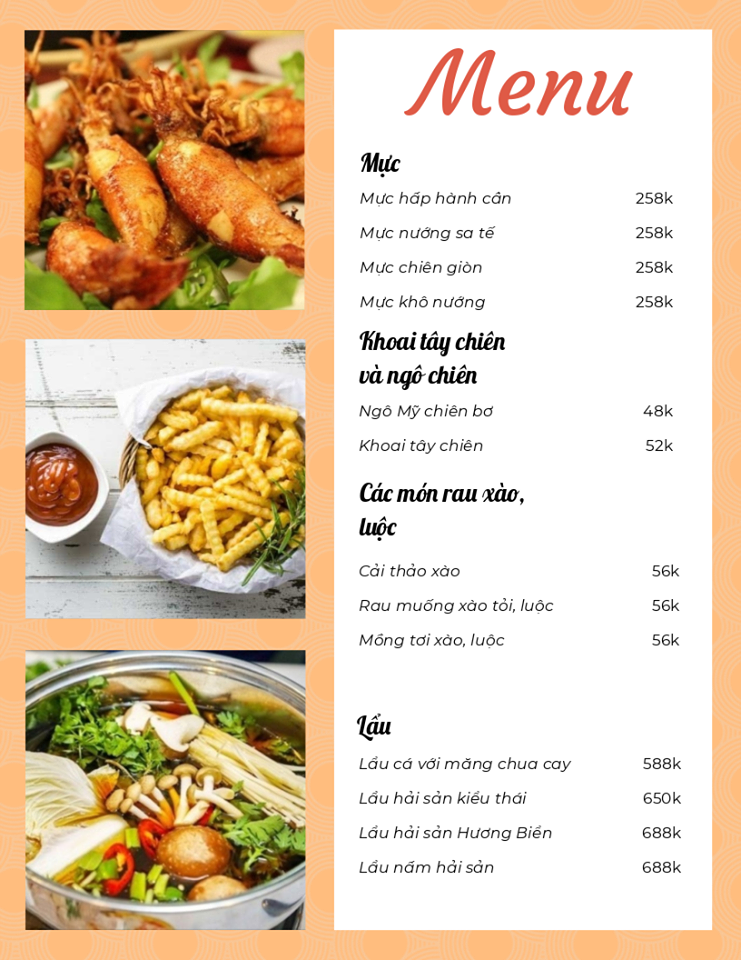 Menu
Mực
Mực hấp hành cần 258k
Mực nướng sa tế 258k
Mực chiên giòn 258k
Mực khô nướng 258k
Khoai tây chiên
và ngô chiên
Ngô Mỹ chiên bơ 48k
Khoai tây chiên 52k
Các món rau xào,
luộc
Cải thảo xào 56k
Rau muống xào tỏi, luộc 56k
Mồng tơi xào, luộc 56k
Lẩu
Lẩu cá với măng chua cay 588k
Lẩu hải sản kiểu thái 650k
Lẩu hải sản Hương Biển 688k
Lẩu nấm hải sản 688k